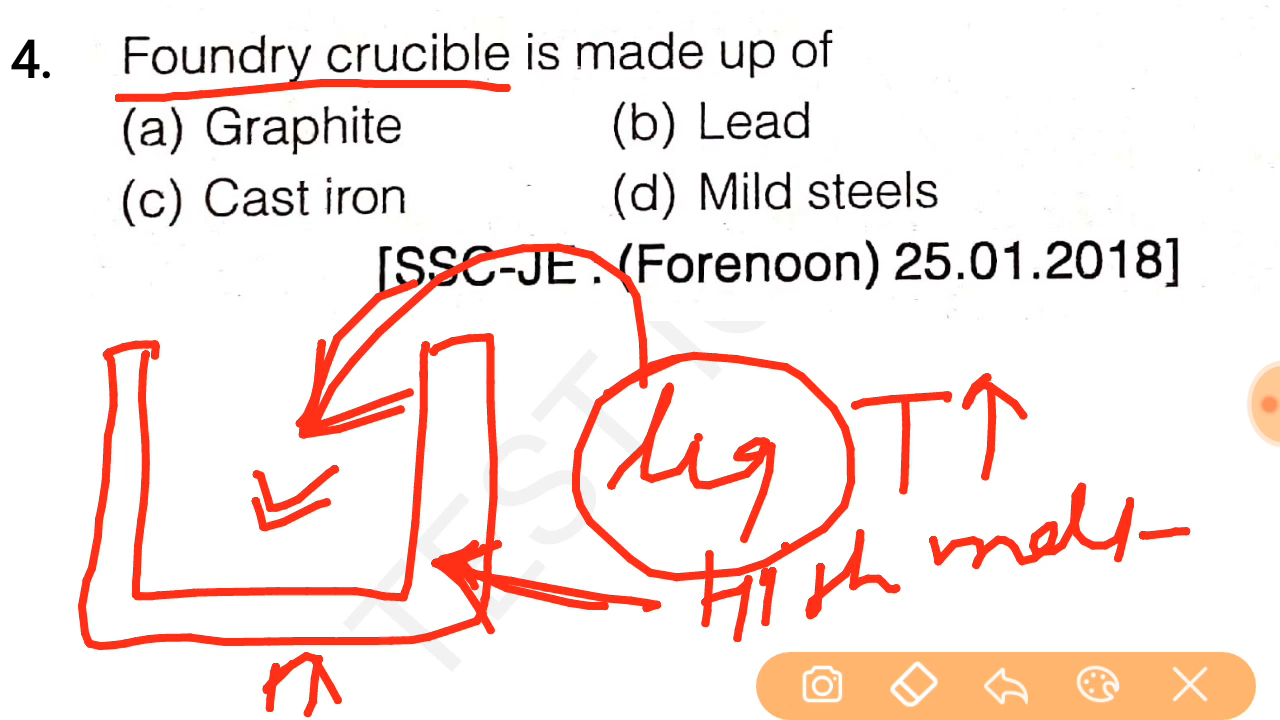 4. Foundry crucible is made up of
(a) Graphite (b) Lead
(c) Cast iron (d) Mild steels
[SSC-JE . (Forenoon) 25.01.2018]
liq T↑
High melt-
TEST